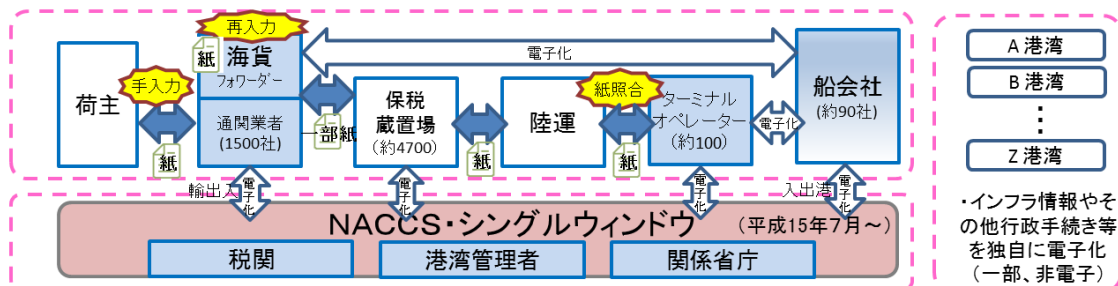 再入力
紙
海貨
フォワーダー
手入力
荷主
紙
通関業者
(1500社)
一部紙
電子化
保税
蔵置場
(約4700)
紙
陸運
紙照合
紙
ターミナル
オペレーター
(約100)
電子化
船会社
(約90社)
輸出入
電子化
電子化
電子化
入出港
電子化
NACCS・シングルウィンドウ
(平成15年7月~)
税関
港湾管理者
関係省庁
A 港湾
B 港湾
Z 港湾
・インフラ情報やそ
の他行政手続き等
を独自に電子化
(一部、非電子)